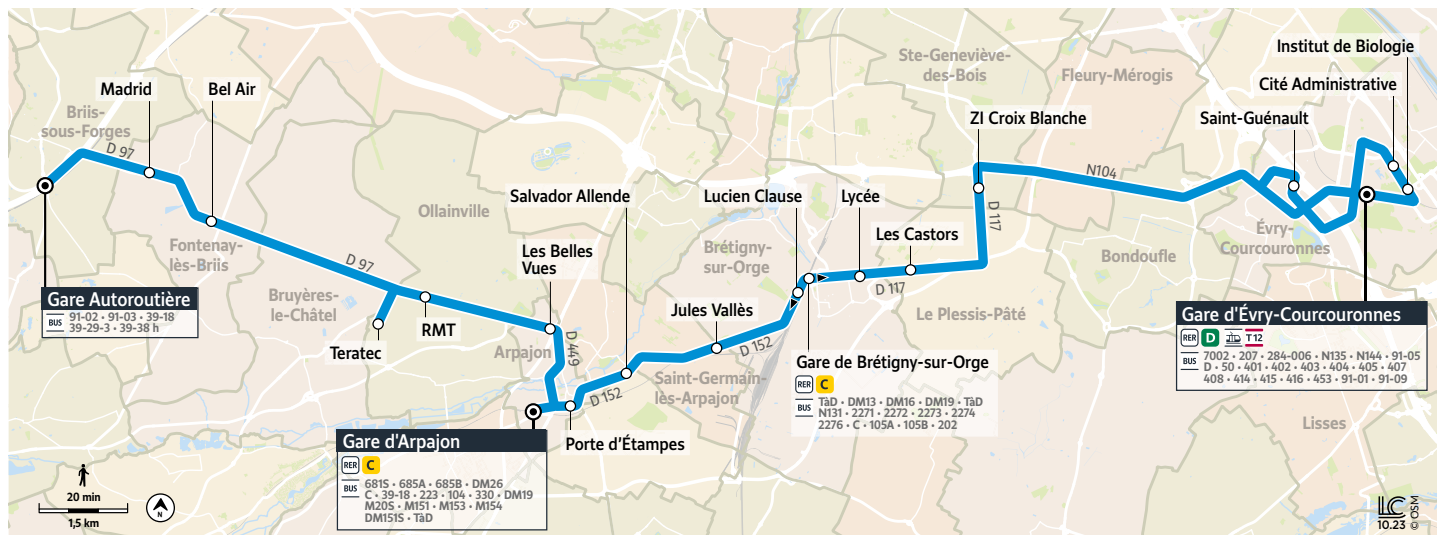 Institut de Biologie
Cité Administrative
Ste-Geneviève-
des-Bois
Fleury-Mérogis
Madrid
Bel Air
Briis-
sous-Forges
ZI Croix Blanche
Saint-Guénault
D 97
N104
Salvador Allende
Lucien Clause
Lycée
Ollainville
D 117
Les Castors
Évry-
Courcouronnes
Fontenay-
lès-Briis
D 97
Les Belles
Vues
Brétigny-
sur-Orge
Bondoufle
D 117
Bruyères-
le-Châtel
Gare Autoroutière
BUS
91-02 • 91-03 • 39-18
39-29-3 • 39-38 h
RMT
Teratec
Jules Vallès
Le Plessis-Pâté
Gare d'Évry-Courcouronnes
RER D T12
BUS
7002 • 207 • 284-006 • N135 • N144 • 91-05
D • 50 • 401 • 402 • 403 • 404 • 405 • 407
408 • 414 • 415 • 416 • 453 • 91-01 • 91-09
Arpajon
D 449
D 152
Gare de Brétigny-sur-Orge
RER C
BUS
TàD • DM13 • DM16 • DM19 • TàD
N131 • 2271 • 2272 • 2273 • 2274
2276 • C • 105A • 105B • 202
Saint-Germain-
lès-Arpajon
D 152
Lisses
Gare d'Arpajon
RER C
BUS
681S • 685A • 685B • DM26
C • 39-18 • 223 • 104 • 330 • DM19
M20S • M151 • M153 • M154
DM151S • TàD
Porte d'Étampes
20 min
1,5 km
N
LC
10.23
© OSM